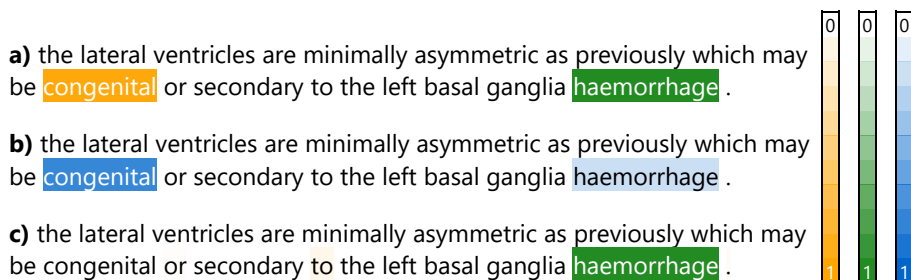 0 0 0
a) the lateral ventricles are minimally asymmetric as previously which may
be congenital or secondary to the left basal ganglia haemorrhage .
b) the lateral ventricles are minimally asymmetric as previously which may
be congenital or secondary to the left basal ganglia haemorrhage .
c) the lateral ventricles are minimally asymmetric as previously which may
be congenital or secondary to the left basal ganglia haemorrhage .
1 1 1